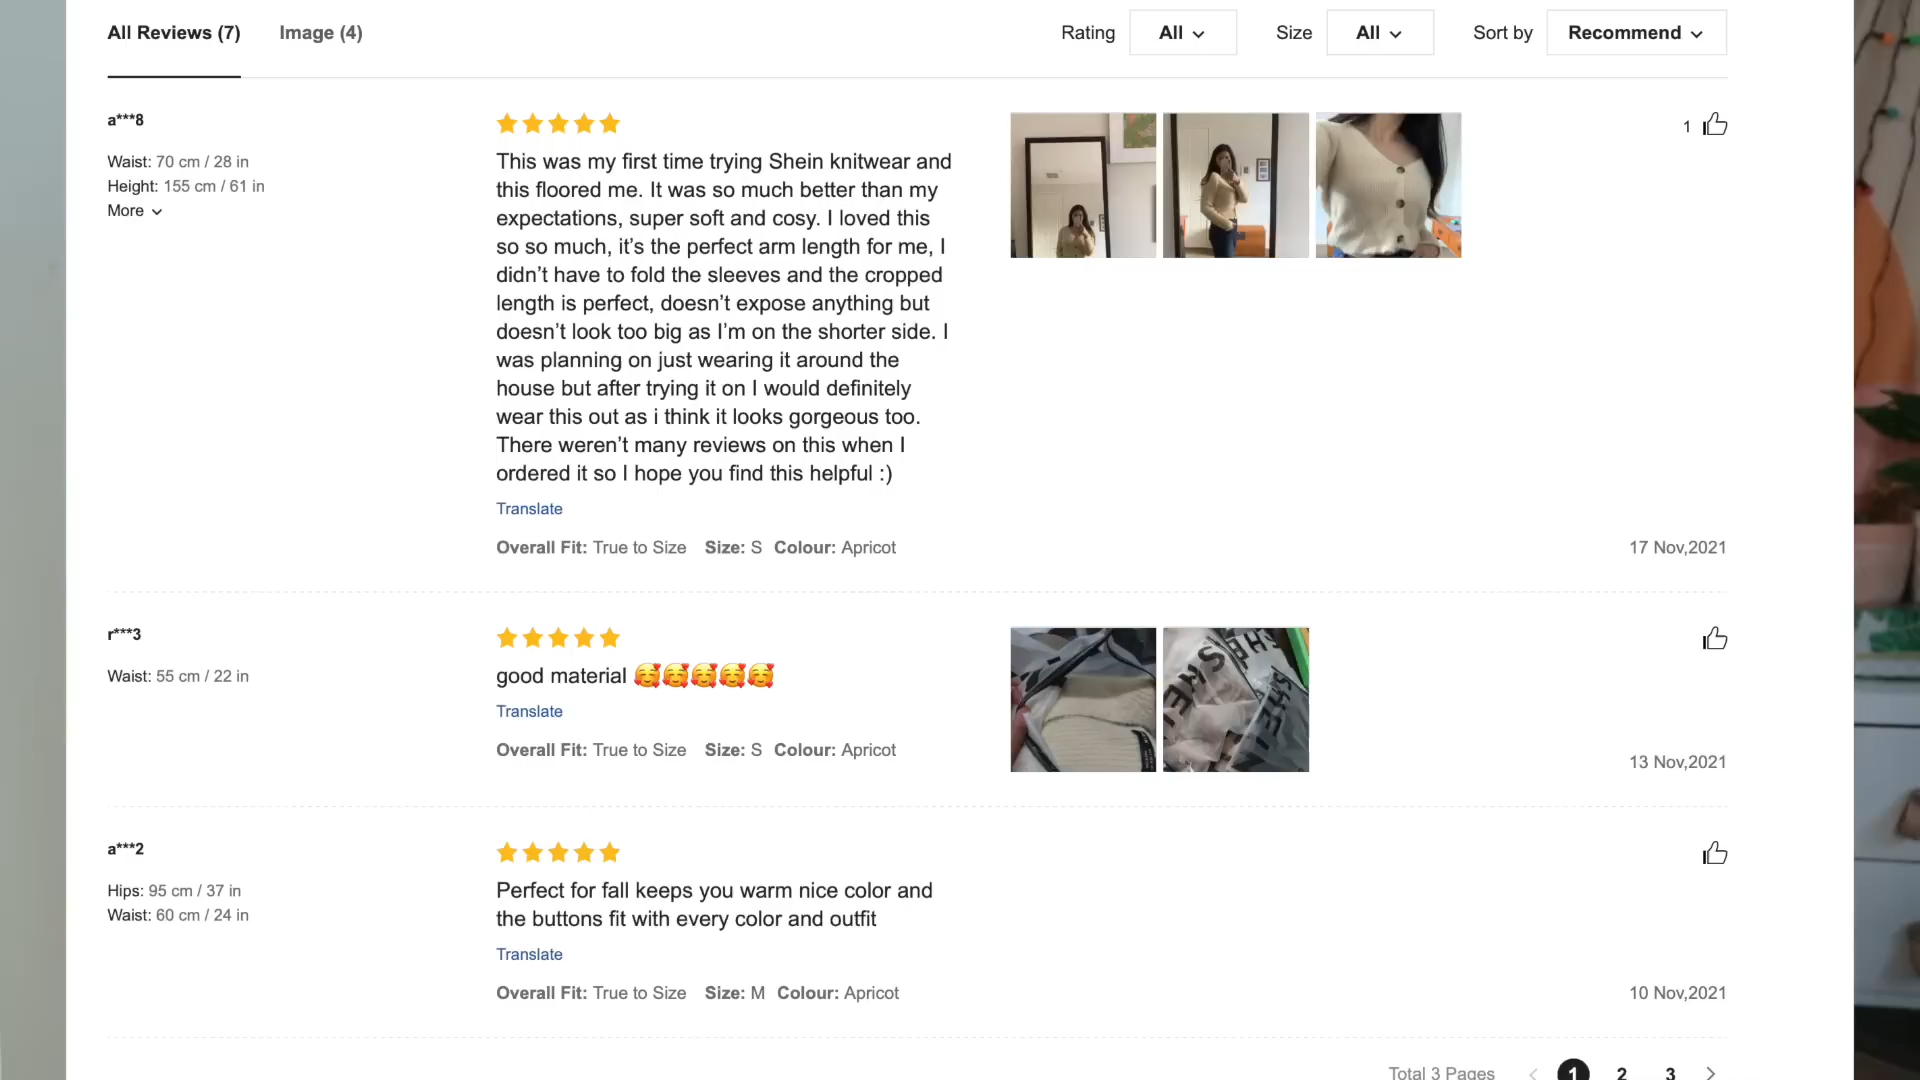 All Reviews (7) Image (4) Rating All Size All Sort by Recommend
a***8
Waist: 70 cm / 28 in
Height: 155 cm / 61 in
More
This was my first time trying Shein knitwear and
this floored me. It was so much better than my
expectations, super soft and cosy. I loved this
so so much, it’s the perfect arm length for me, I
didn’t have to fold the sleeves and the cropped
length is perfect, doesn’t expose anything but
doesn’t look too big as I’m on the shorter side. I
was planning on just wearing it around the
house but after trying it on I would definitely
wear this out as i think it looks gorgeous too.
There weren’t many reviews on this when I
ordered it so I hope you find this helpful :)
Translate
Overall Fit: True to Size Size: S Colour: Apricot
1
17 Nov,2021
r***3
Waist: 55 cm / 22 in
good material 🥰🥰🥰🥰🥰
Translate
Overall Fit: True to Size Size: S Colour: Apricot
13 Nov,2021
a***2
Hips: 95 cm / 37 in
Waist: 60 cm / 24 in
Perfect for fall keeps you warm nice color and
the buttons fit with every color and outfit
Translate
Overall Fit: True to Size Size: M Colour: Apricot
10 Nov,2021
Total 3 Pages 1 2 3